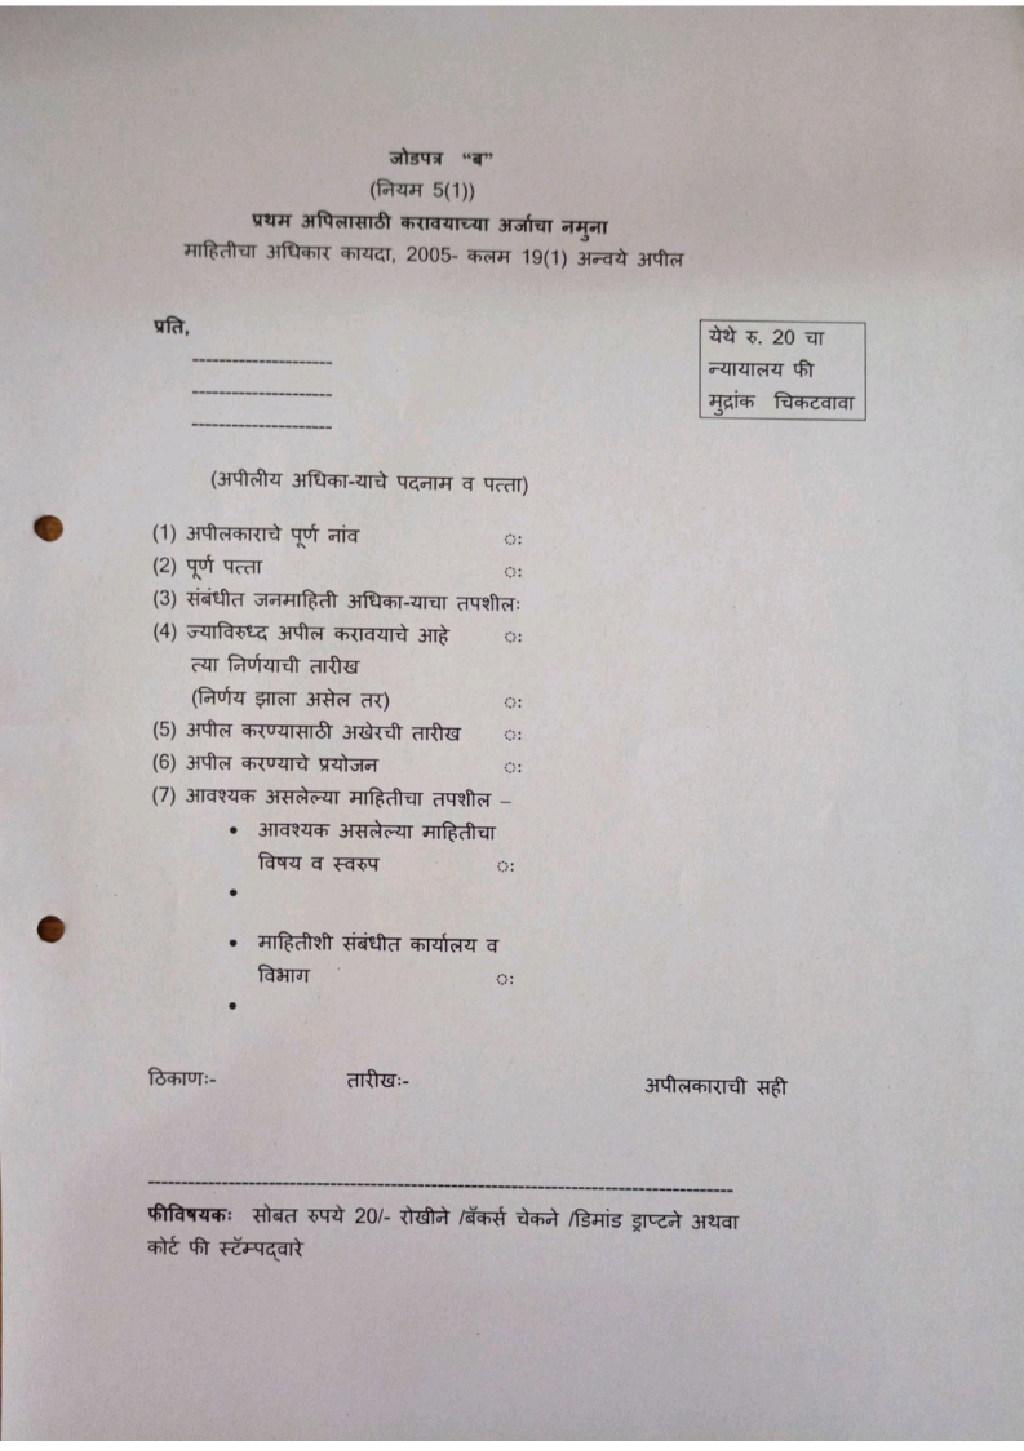 जोडपत्र “ब”
(नियम 5(1))
प्रथम अपिलासाठी करावयाच्या अर्जाचा नमुना
माहितीचा अधिकार कायदा, 2005- कलम 19(1) अन्वये अपील
प्रति,
येथे रु. 20 चा
न्यायालय फी
मुद्रांक चिकटवावा
--------------------
--------------------
--------------------
(अपीलीय अधिका-याचे पदनाम व पत्ता)
(1) अपीलकाराचे पूर्ण नांव ः
(2) पूर्ण पत्ता ः
(3) संबंधीत जनमाहिती अधिका-याचा तपशीलः
(4) ज्याविरुध्द अपील करावयाचे आहे ः
त्या निर्णयाची तारीख
(निर्णय झाला असेल तर) ः
(5) अपील करण्यासाठी अखेरची तारीख ः
(6) अपील करण्याचे प्रयोजन ः
(7) आवश्यक असलेल्या माहितीचा तपशील –
• आवश्यक असलेल्या माहितीचा
विषय व स्वरुप ः
•
• माहितीशी संबंधीत कार्यालय व
विभाग ः
•
ठिकाणः- तारीखः- अपीलकाराची सही
--------------------------------------------------------------------------------
फीविषयकः सोबत रुपये 20/- रोखीने /बँकर्स चेकने /डिमांड ड्राप्टने अथवा
कोर्ट फी स्टॅम्पद्वारे